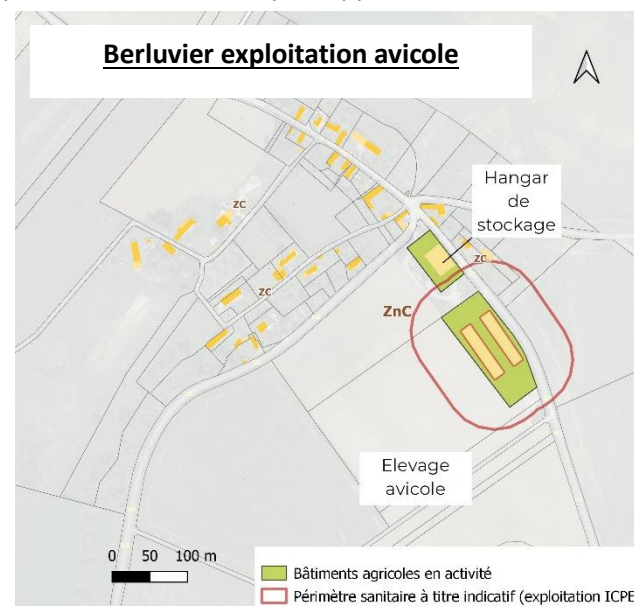 Berluvier exploitation avicole
Hangar
de
stockage
zc
zc
zc
ZnC
Elevage
avicole
0 50 100 m
Bâtiments agricoles en activité
Périmètre sanitaire à titre indicatif (exploitation ICPE